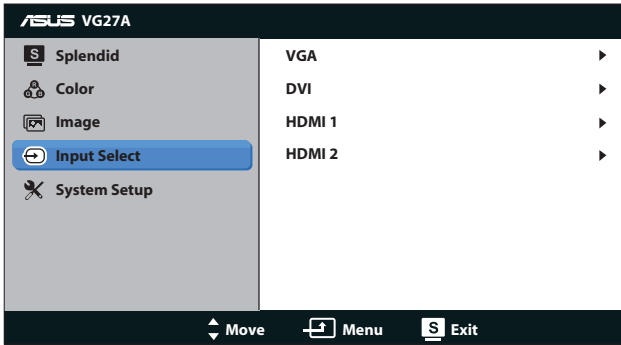 ASUS VG27A
S Splendid
R G B Color
Image
Input Select
System Setup
VGA
DVI
HDMI 1
HDMI 2
Move Menu S Exit